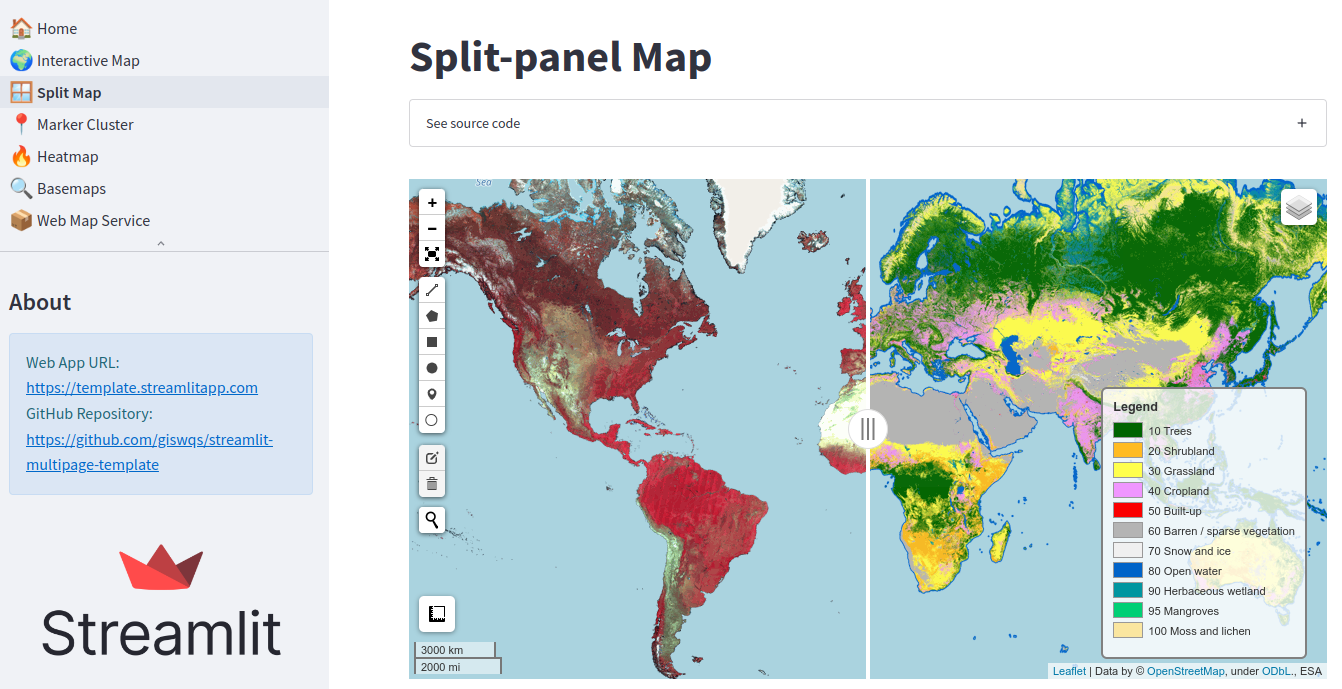 Home
Interactive Map
Split Map
Marker Cluster
Heatmap
Basemaps
Web Map Service
About
Web App URL:
https://template.streamlitapp.com
GitHub Repository:
https://github.com/giswqs/streamlit-
multipage-template
Streamlit
Split-panel Map
See source code
+
Sea
+
−
Legend
10 Trees
20 Shrubland
30 Grassland
40 Cropland
50 Built-up
60 Barren / sparse vegetation
70 Snow and ice
80 Open water
90 Herbaceous wetland
95 Mangroves
100 Moss and lichen
3000 km
2000 mi
Leaflet | Data by © OpenStreetMap, under ODbL., ESA